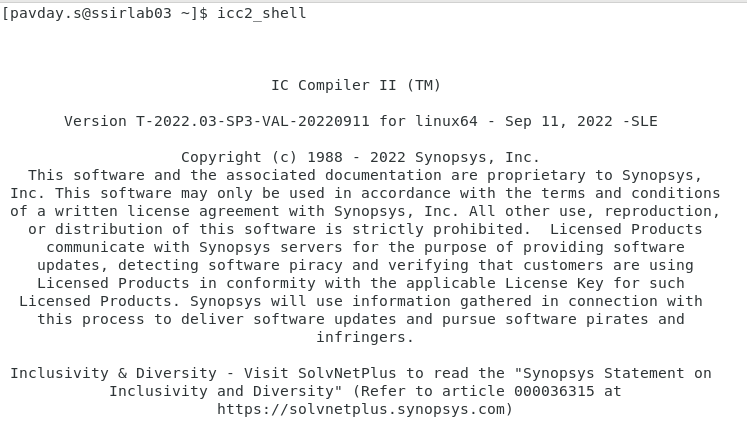 [pavday.s@ssirlab03 ~]$ icc2_shell
IC Compiler II (TM)
Version T-2022.03-SP3-VAL-20220911 for linux64 - Sep 11, 2022 -SLE
Copyright (c) 1988 - 2022 Synopsys, Inc.
This software and the associated documentation are proprietary to Synopsys,
Inc. This software may only be used in accordance with the terms and conditions
of a written license agreement with Synopsys, Inc. All other use, reproduction,
or distribution of this software is strictly prohibited.  Licensed Products
communicate with Synopsys servers for the purpose of providing software
updates, detecting software piracy and verifying that customers are using
Licensed Products in conformity with the applicable License Key for such
Licensed Products. Synopsys will use information gathered in connection with
this process to deliver software updates and pursue software pirates and
infringers.
Inclusivity & Diversity - Visit SolvNetPlus to read the "Synopsys Statement on
Inclusivity and Diversity" (Refer to article 000036315 at
https://solvnetplus.synopsys.com)